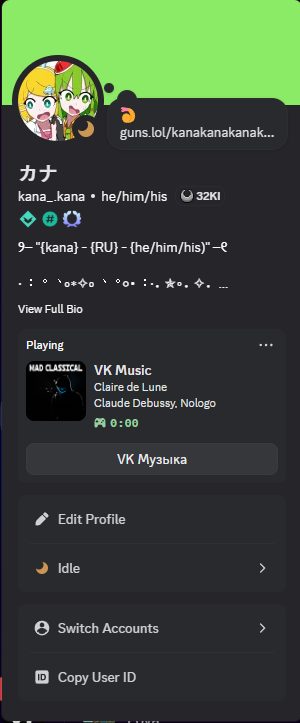 guns.lol/kanakanakanak...
カナ
kana_.kana • he/him/his 32KI
୨– "{kana} - {RU} - {he/him/his)" –୧
View Full Bio
Playing
MAD CLASSICAL
VK Music
Claire de Lune
Claude Debussy, Nologo
0:00
VK Музыка
Edit Profile
Idle
Switch Accounts
ID Copy User ID